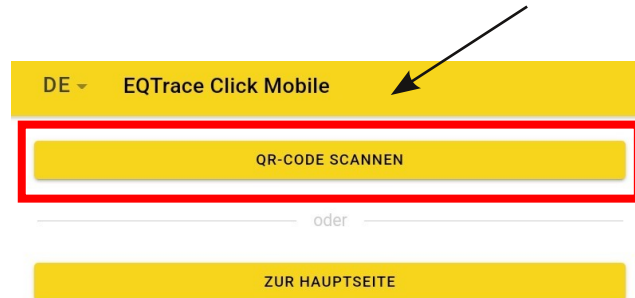 DE EQTrace Click Mobile
QR-CODE SCANNEN
oder
ZUR HAUPTSEITE